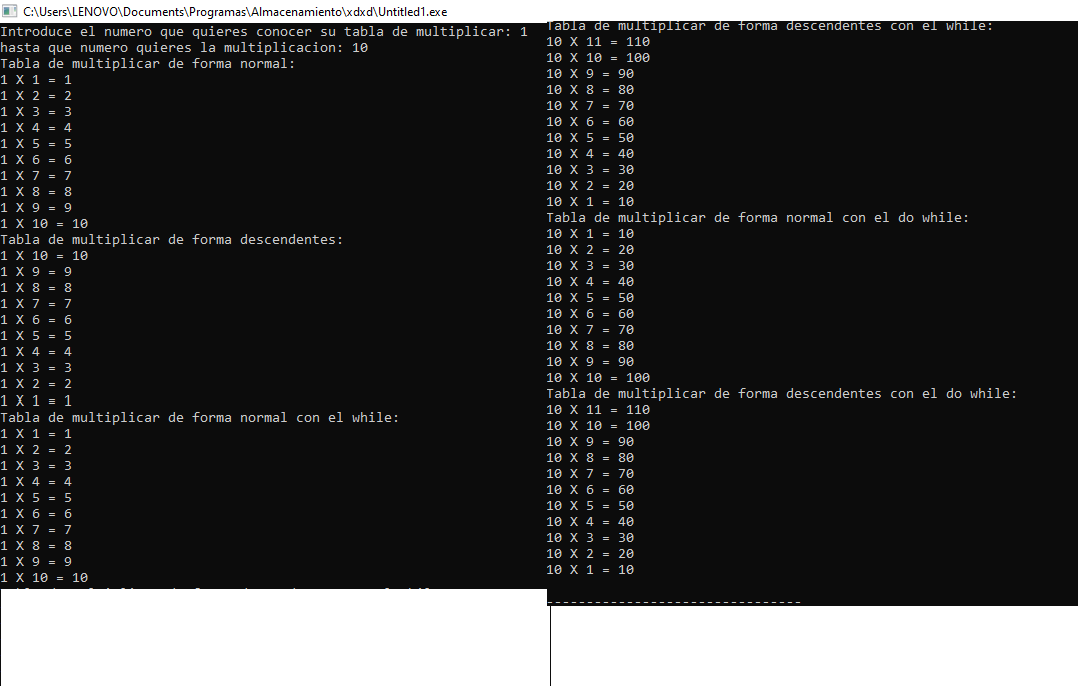 C:\Users\LENOVO\Documents\Programas\Almacenamiento\xdxd\Untitled1.exe
Introduce el numero que quieres conocer su tabla de multiplicar: 1
hasta que numero quieres la multiplicacion: 10
Tabla de multiplicar de forma normal:
1 X 1 = 1
1 X 2 = 2
1 X 3 = 3
1 X 4 = 4
1 X 5 = 5
1 X 6 = 6
1 X 7 = 7
1 X 8 = 8
1 X 9 = 9
1 X 10 = 10
Tabla de multiplicar de forma descendentes:
1 X 10 = 10
1 X 9 = 9
1 X 8 = 8
1 X 7 = 7
1 X 6 = 6
1 X 5 = 5
1 X 4 = 4
1 X 3 = 3
1 X 2 = 2
1 X 1 = 1
Tabla de multiplicar de forma normal con el while:
1 X 1 = 1
1 X 2 = 2
1 X 3 = 3
1 X 4 = 4
1 X 5 = 5
1 X 6 = 6
1 X 7 = 7
1 X 8 = 8
1 X 9 = 9
1 X 10 = 10
Tabla de multiplicar de forma descendentes con el while:
10 X 11 = 110
10 X 10 = 100
10 X 9 = 90
10 X 8 = 80
10 X 7 = 70
10 X 6 = 60
10 X 5 = 50
10 X 4 = 40
10 X 3 = 30
10 X 2 = 20
10 X 1 = 10
Tabla de multiplicar de forma normal con el do while:
10 X 1 = 10
10 X 2 = 20
10 X 3 = 30
10 X 4 = 40
10 X 5 = 50
10 X 6 = 60
10 X 7 = 70
10 X 8 = 80
10 X 9 = 90
10 X 10 = 100
Tabla de multiplicar de forma descendentes con el do while:
10 X 11 = 110
10 X 10 = 100
10 X 9 = 90
10 X 8 = 80
10 X 7 = 70
10 X 6 = 60
10 X 5 = 50
10 X 4 = 40
10 X 3 = 30
10 X 2 = 20
10 X 1 = 10
--------------------------------